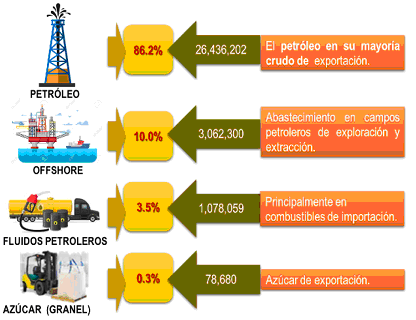 PETRÓLEO
86.2%
26,436,202
El petróleo en su mayoría
crudo de exportación.
OFFSHORE
10.0%
3,062,300
Abastecimiento en campos
petroleros de exploración y
extracción.
FLUIDOS PETROLEROS
3.5%
1,078,059
Principalmente en
combustibles de importación.
AZÚCAR (GRANEL)
0.3%
78,680
Azúcar de exportación.